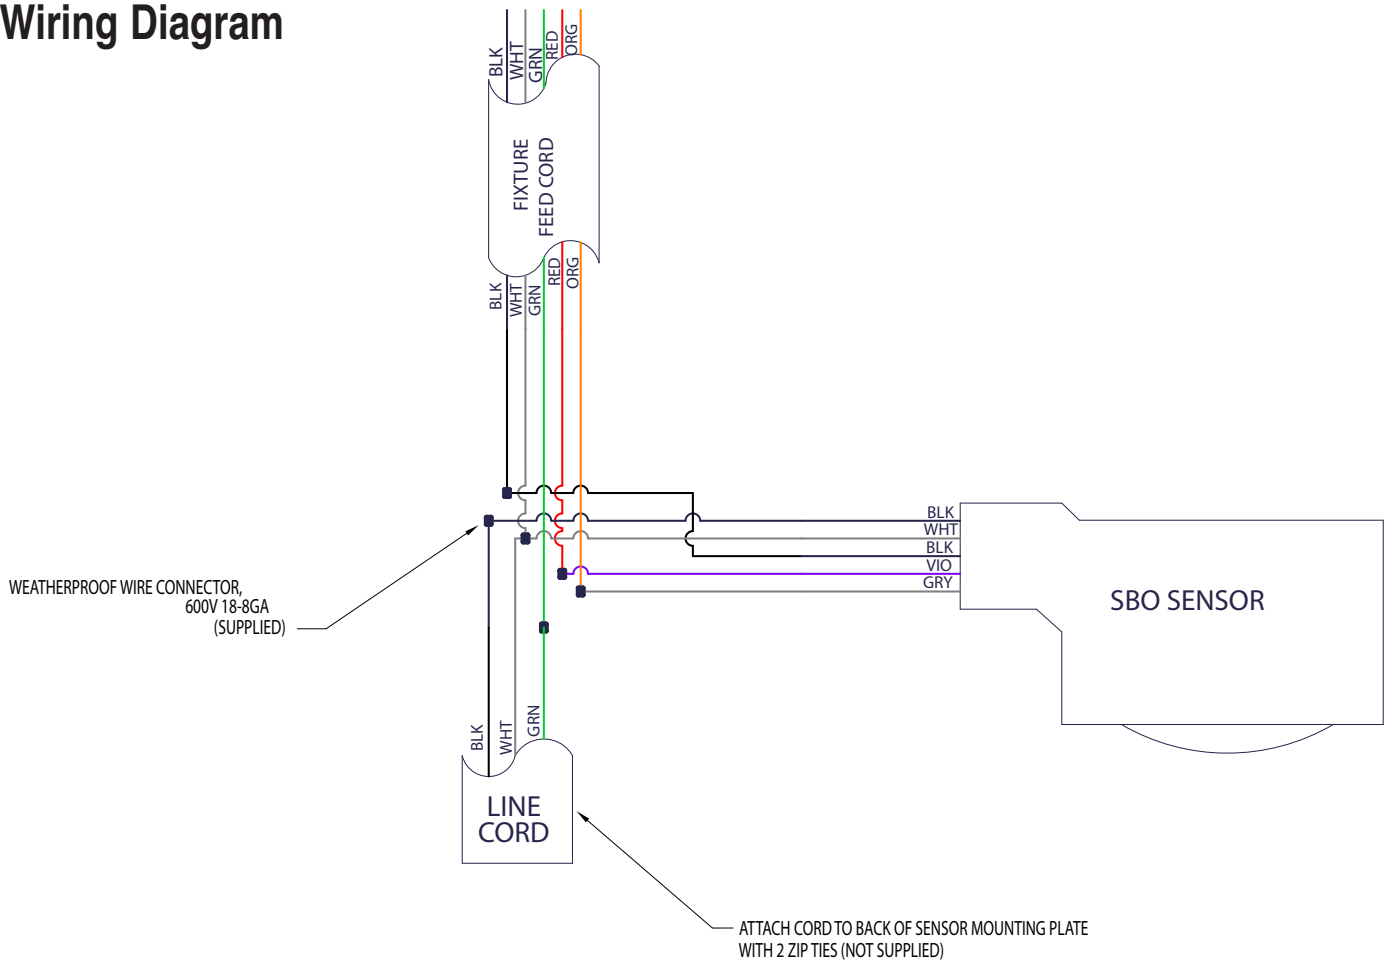 Wiring Diagram
BLK
WHT
GRN
RED
ORG
FIXTURE
FEED CORD
BLK
WHT
GRN
RED
ORG
BLK
WHT
BLK
VIO
GRY
SBO SENSOR
WEATHERPROOF WIRE CONNECTOR,
600V 18-8GA
(SUPPLIED)
BLK
WHT
GRN
LINE
CORD
ATTACH CORD TO BACK OF SENSOR MOUNTING PLATE
WITH 2 ZIP TIES (NOT SUPPLIED)